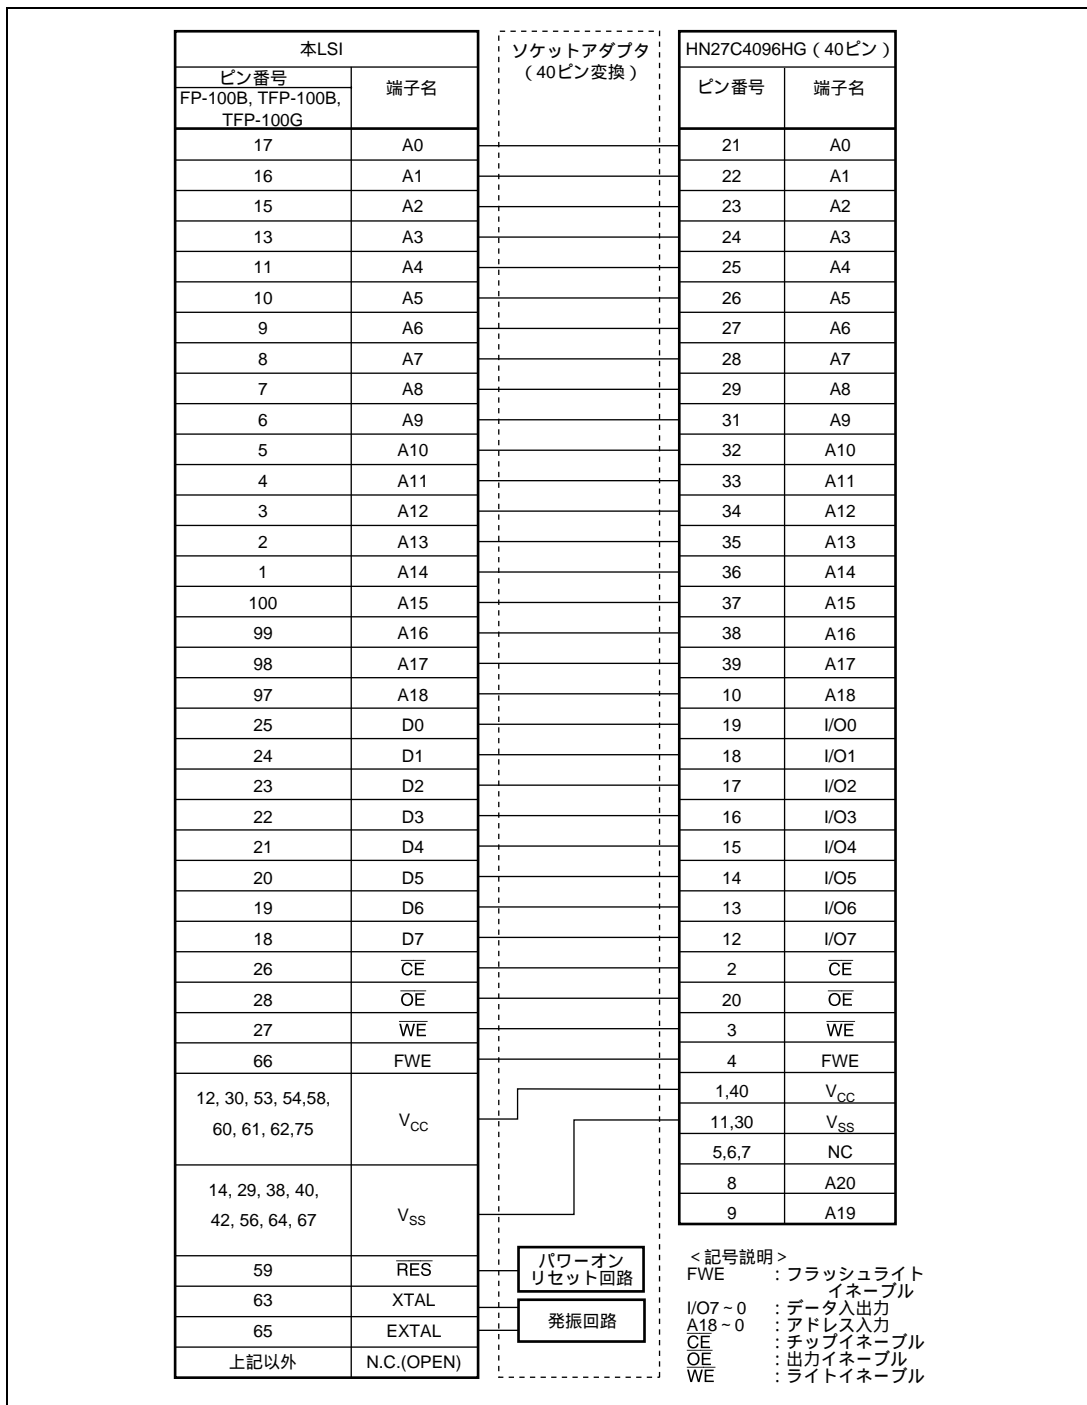 本LSI
ピン番号
FP-100B, TFP-100B,
TFP-100G
端子名
ソケットアダプタ
(40ピン変換)
HN27C4096HG(40ピン)
ピン番号 端子名
17 A0 21 A0
16 A1 22 A1
15 A2 23 A2
13 A3 24 A3
11 A4 25 A4
10 A5 26 A5
9 A6 27 A6
8 A7 28 A7
7 A8 29 A8
6 A9 31 A9
5 A10 32 A10
4 A11 33 A11
3 A12 34 A12
2 A13 35 A13
1 A14 36 A14
100 A15 37 A15
99 A16 38 A16
98 A17 39 A17
97 A18 10 A18
25 D0 19 I/O0
24 D1 18 I/O1
23 D2 17 I/O2
22 D3 16 I/O3
21 D4 15 I/O4
20 D5 14 I/O5
19 D6 13 I/O6
18 D7 12 I/O7
26 C̅E̅ 2 C̅E̅
28 O̅E̅ 20 O̅E̅
27 W̅E̅ 3 W̅E̅
66 FWE 4 FWE
12, 30, 53, 54,58,
60, 61, 62,75
VCC
1,40 VCC
11,30 VSS
5,6,7 NC
8 A20
9 A19
14, 29, 38, 40,
42, 56, 64, 67
VSS
59 R̅E̅S̅
パワーオン
リセット回路
63 XTAL
65 EXTAL
発振回路
上記以外 N.C.(OPEN)
<記号説明>
FWE :フラッシュライト
イネーブル
I/O7~0 :データ入出力
A18~0 :アドレス入力
C̅E̅ :チップイネーブル
O̅E̅ :出力イネーブル
W̅E̅ :ライトイネーブル